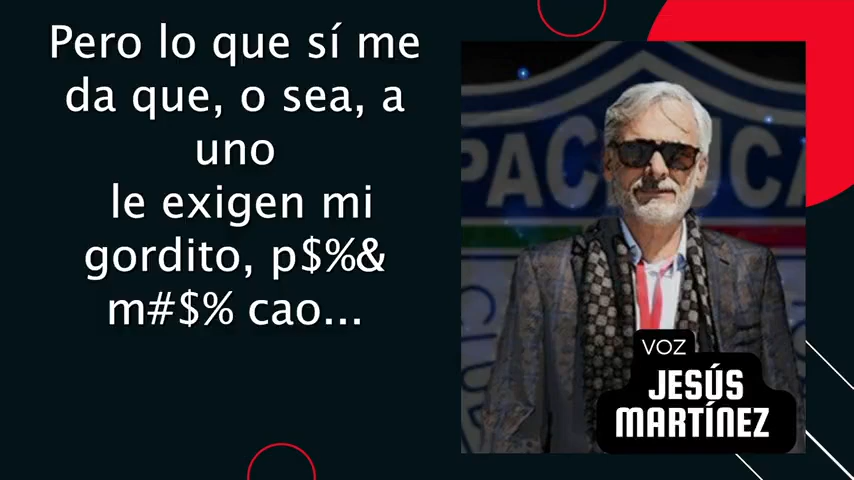 Pero lo que sí me
da que, o sea, a
uno
le exigen mi
gordito, p$%&
m#$% cao...
PACHUCA
VOZ
JESÚS
MARTÍNEZ